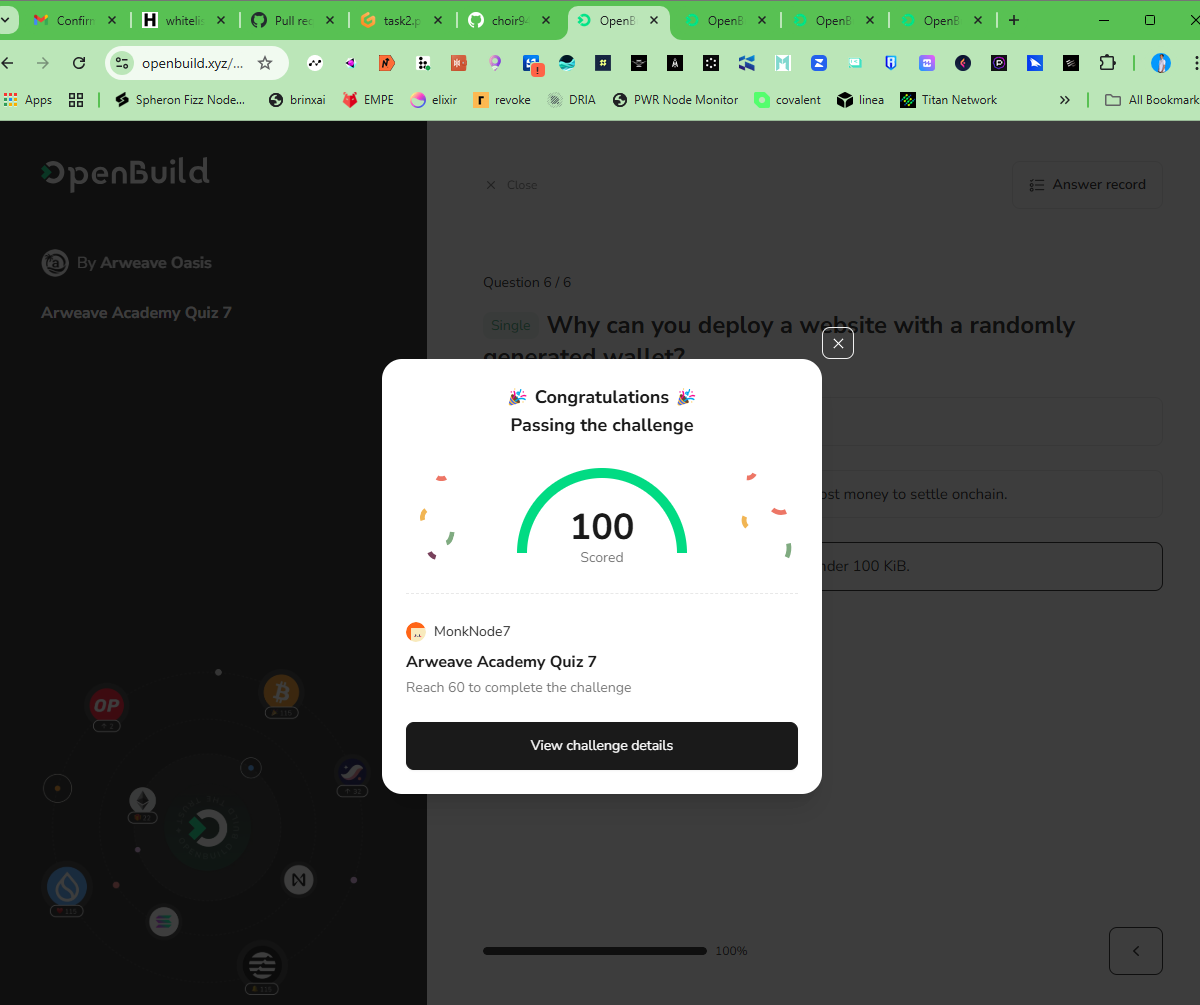 Confirm
whitelis
Pull req
task2.p
choir94
OpenB
OpenB
OpenB
OpenB
openbuild.xyz/...
Apps
Spheron Fizz Node...
brinxai
EMPE
elixir
revoke
DRIA
PWR Node Monitor
covalent
linea
Titan Network
All Bookmark
OpenBuild
By Arweave Oasis
Arweave Academy Quiz 7
Close
Answer record
Question 6 / 6
Single Why can you deploy a website with a randomly
generated wallet?
ost money to settle onchain.
nder 100 KiB.
Congratulations
Passing the challenge
100
Scored
MonkNode7
Arweave Academy Quiz 7
Reach 60 to complete the challenge
View challenge details
OP
100%